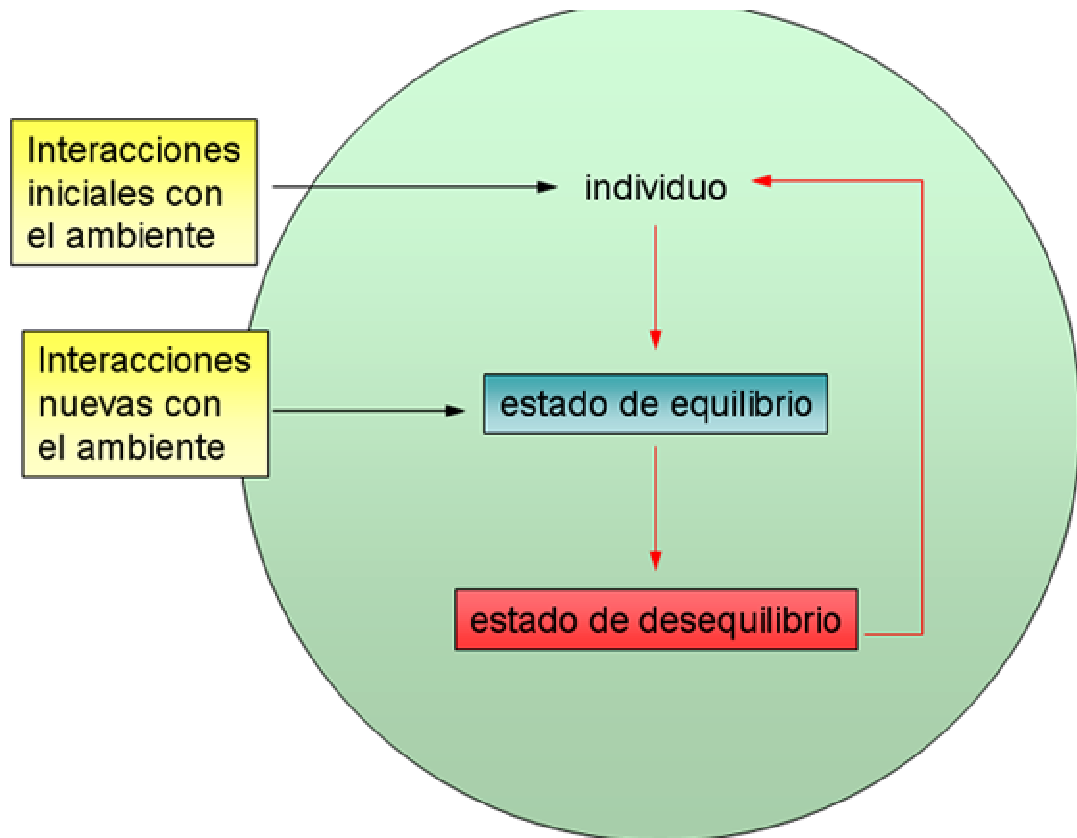 Interacciones
iniciales con
el ambiente
individuo
Interacciones
nuevas con
el ambiente
estado de equilibrio
estado de desequilibrio